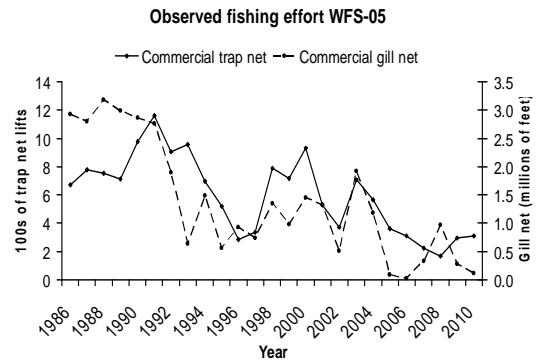 Observed fishing effort WFS-05
Commercial trap net Commercial gill net
100s of trap net lifts
14
12
10
8
6
4
2
0
3.5
3.0
2.5
2.0
1.5
1.0
0.5
0.0
Gill net (millions of feet)
1986 1988 1990 1992 1994 1996 1998 2000 2002 2004 2006 2008 2010
Year